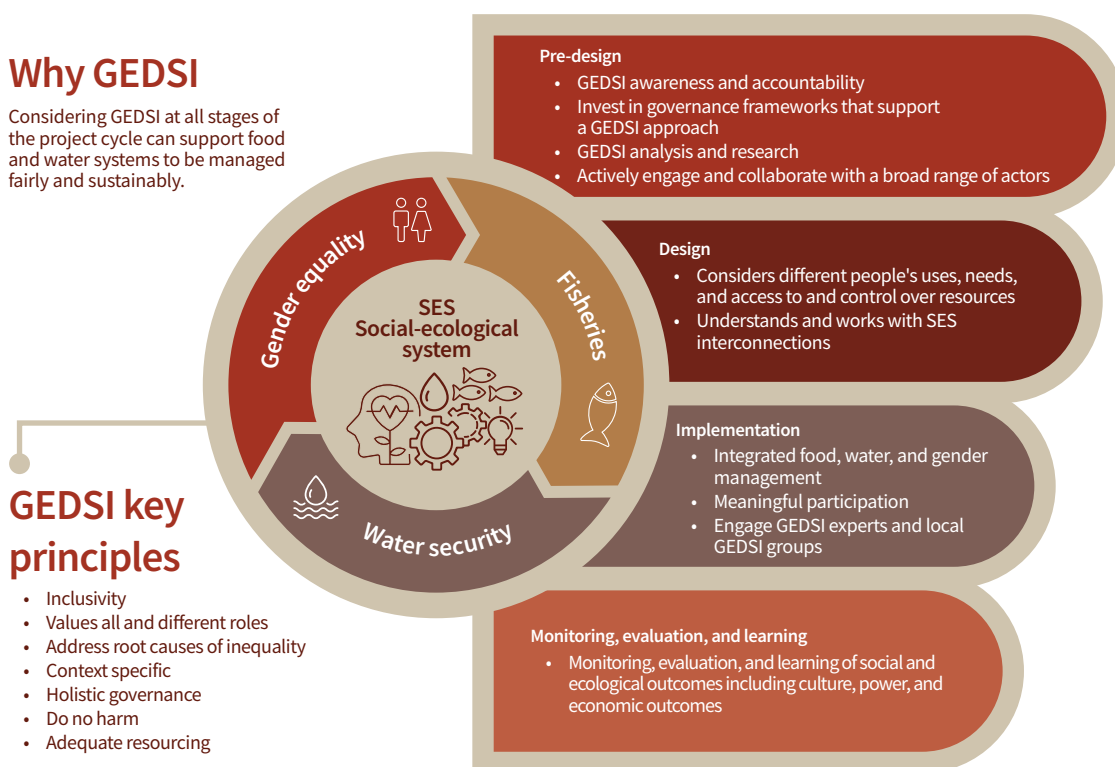 Why GEDSI
Considering GEDSI at all stages of
the project cycle can support food
and water systems to be managed
fairly and sustainably.
GEDSI key
principles
• Inclusivity
• Values all and different roles
• Address root causes of inequality
• Context specific
• Holistic governance
• Do no harm
• Adequate resourcing
Gender equality
Fisheries
Water security
SES
Social-ecological
system
Pre-design
• GEDSI awareness and accountability
• Invest in governance frameworks that support
a GEDSI approach
• GEDSI analysis and research
• Actively engage and collaborate with a broad range of actors
Design
• Considers different people's uses, needs,
and access to and control over resources
• Understands and works with SES
interconnections
Implementation
• Integrated food, water, and gender
management
• Meaningful participation
• Engage GEDSI experts and local
GEDSI groups
Monitoring, evaluation, and learning
• Monitoring, evaluation, and learning of social and
ecological outcomes including culture, power, and
economic outcomes